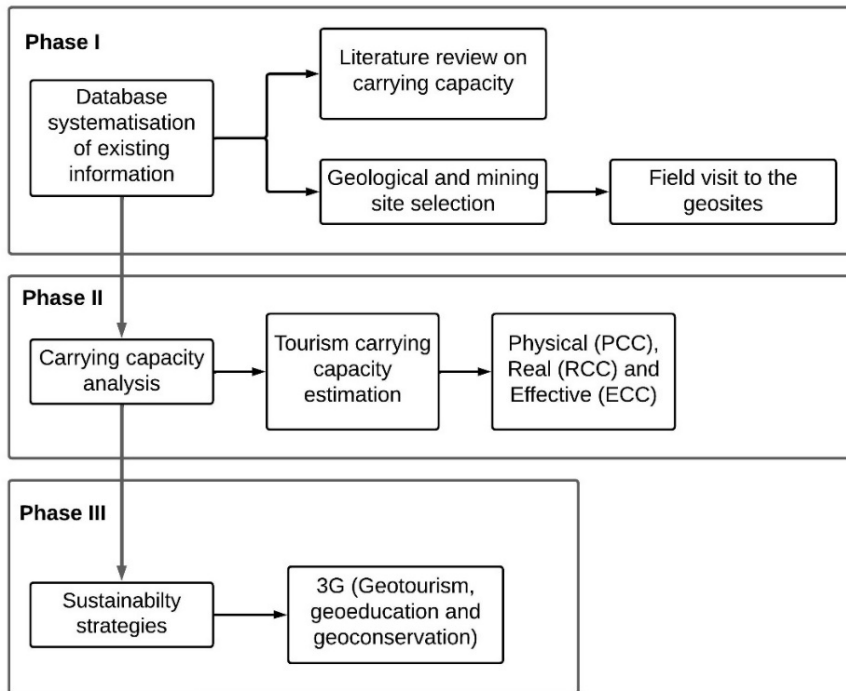 Phase I
Database
systematisation
of existing
information
Literature review on
carrying capacity
Geological and mining
site selection
Field visit to the
geosites
Phase II
Carrying capacity
analysis
Tourism carrying
capacity
estimation
Physical (PCC),
Real (RCC) and
Effective (ECC)
Phase III
Sustainabilty
strategies
3G (Geotourism,
geoeducation and
geoconservation)